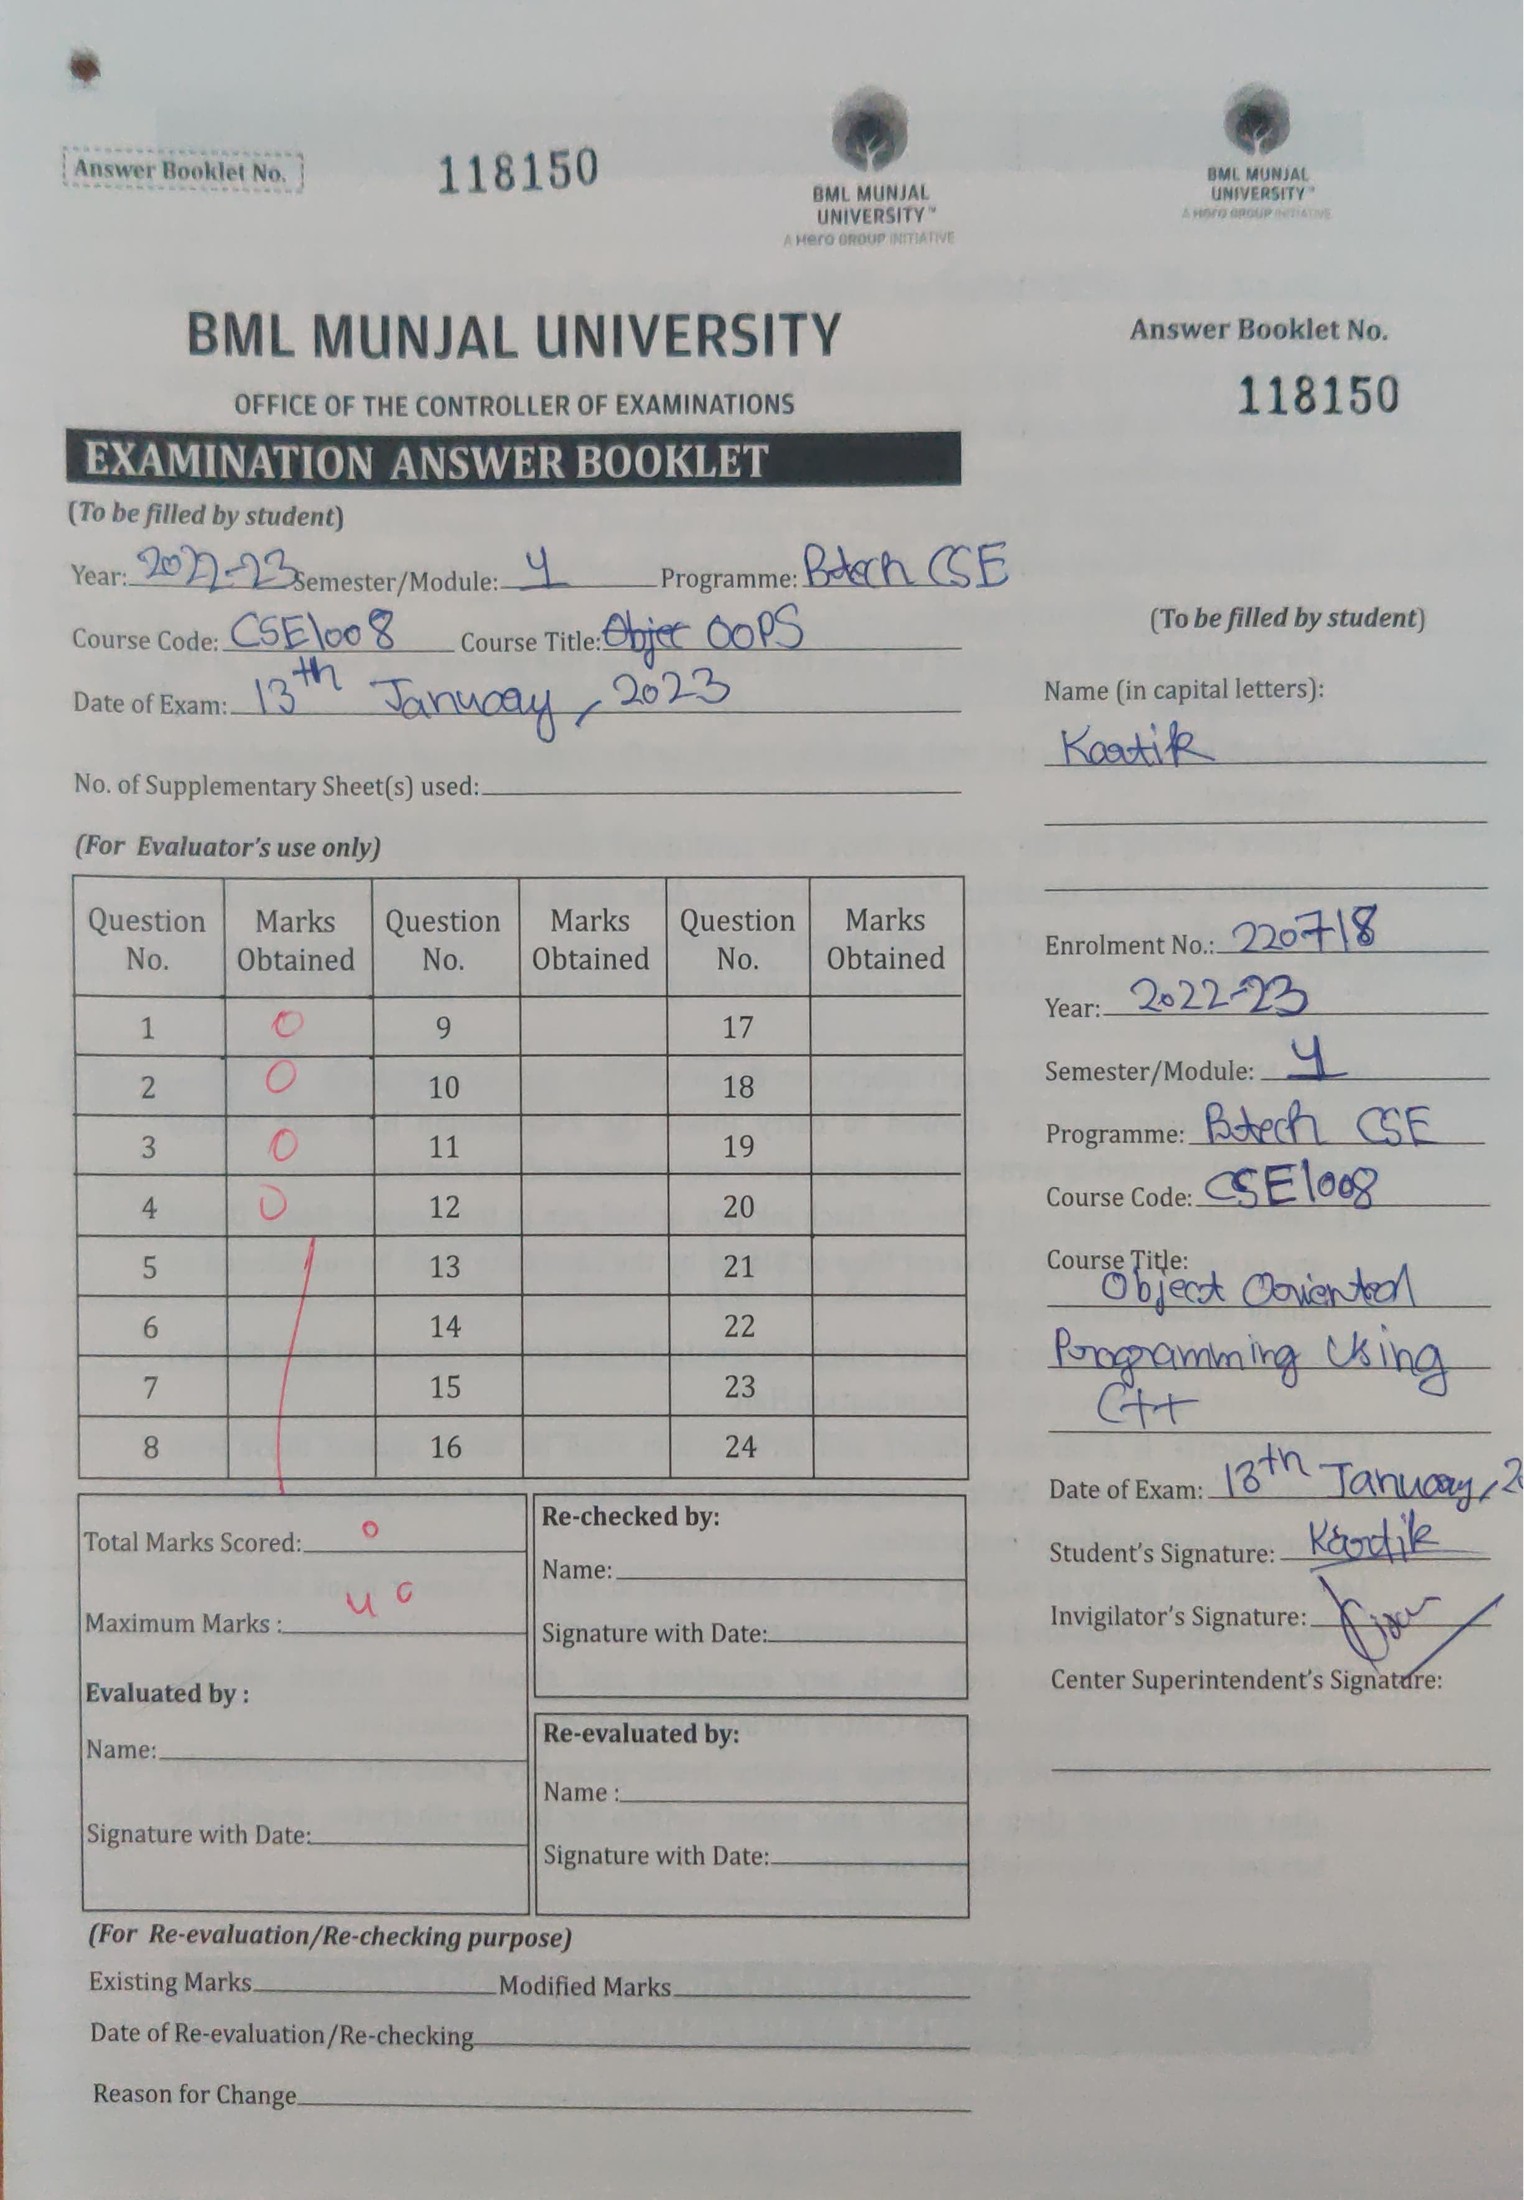 Answer Booklet No.
118150
BML MUNJAL
UNIVERSITY™
A Hero GROUP INITIATIVE
BML MUNJAL
UNIVERSITY™
A Hero GROUP INITIATIVE
BML MUNJAL UNIVERSITY
OFFICE OF THE CONTROLLER OF EXAMINATIONS
EXAMINATION ANSWER BOOKLET
(To be filled by student)
Year: 2022-23 Semester/Module: 4 Programme: Btech CSE
Course Code: CSE1008 Course Title: Objec OOPS
Date of Exam: 13th January, 2023
No. of Supplementary Sheet(s) used:
(For Evaluator's use only)
Question No. Marks Obtained Question No. Marks Obtained Question No. Marks Obtained
1 0 9 17
2 0 10 18
3 0 11 19
4 0 12 20
5 13 21
6 14 22
7 15 23
8 16 24
Total Marks Scored: 0
Maximum Marks : 40
Evaluated by :
Name:
Signature with Date:
Re-checked by:
Name:
Signature with Date:
Re-evaluated by:
Name :
Signature with Date:
(For Re-evaluation/Re-checking purpose)
Existing Marks Modified Marks
Date of Re-evaluation/Re-checking
Reason for Change
Answer Booklet No.
118150
(To be filled by student)
Name (in capital letters):
Kartik
Enrolment No.: 220718
Year: 2022-23
Semester/Module: 4
Programme: Btech CSE
Course Code: CSE1008
Course Title:
Object Oriented
Programming Using
C++
Date of Exam: 13th January, 2
Student's Signature: Kartik
Invigilator's Signature:
Center Superintendent's Signature: